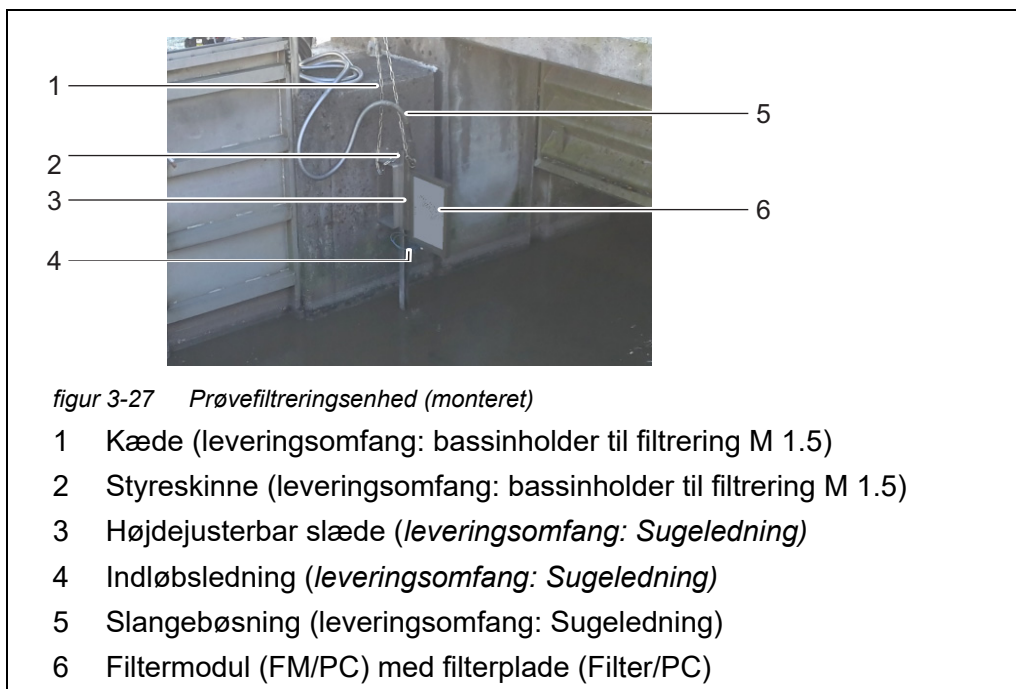 1
2
3
4
5
6
figur 3-27 Prøvefiltreringsenhed (monteret)
1 Kæde (leveringsomfang: bassinholder til filtrering M 1.5)
2 Styreskinne (leveringsomfang: bassinholder til filtrering M 1.5)
3 Højdejusterbar slæde (leveringsomfang: Sugeledning)
4 Indløbsledning (leveringsomfang: Sugeledning)
5 Slangebøsning (leveringsomfang: Sugeledning)
6 Filtermodul (FM/PC) med filterplade (Filter/PC)